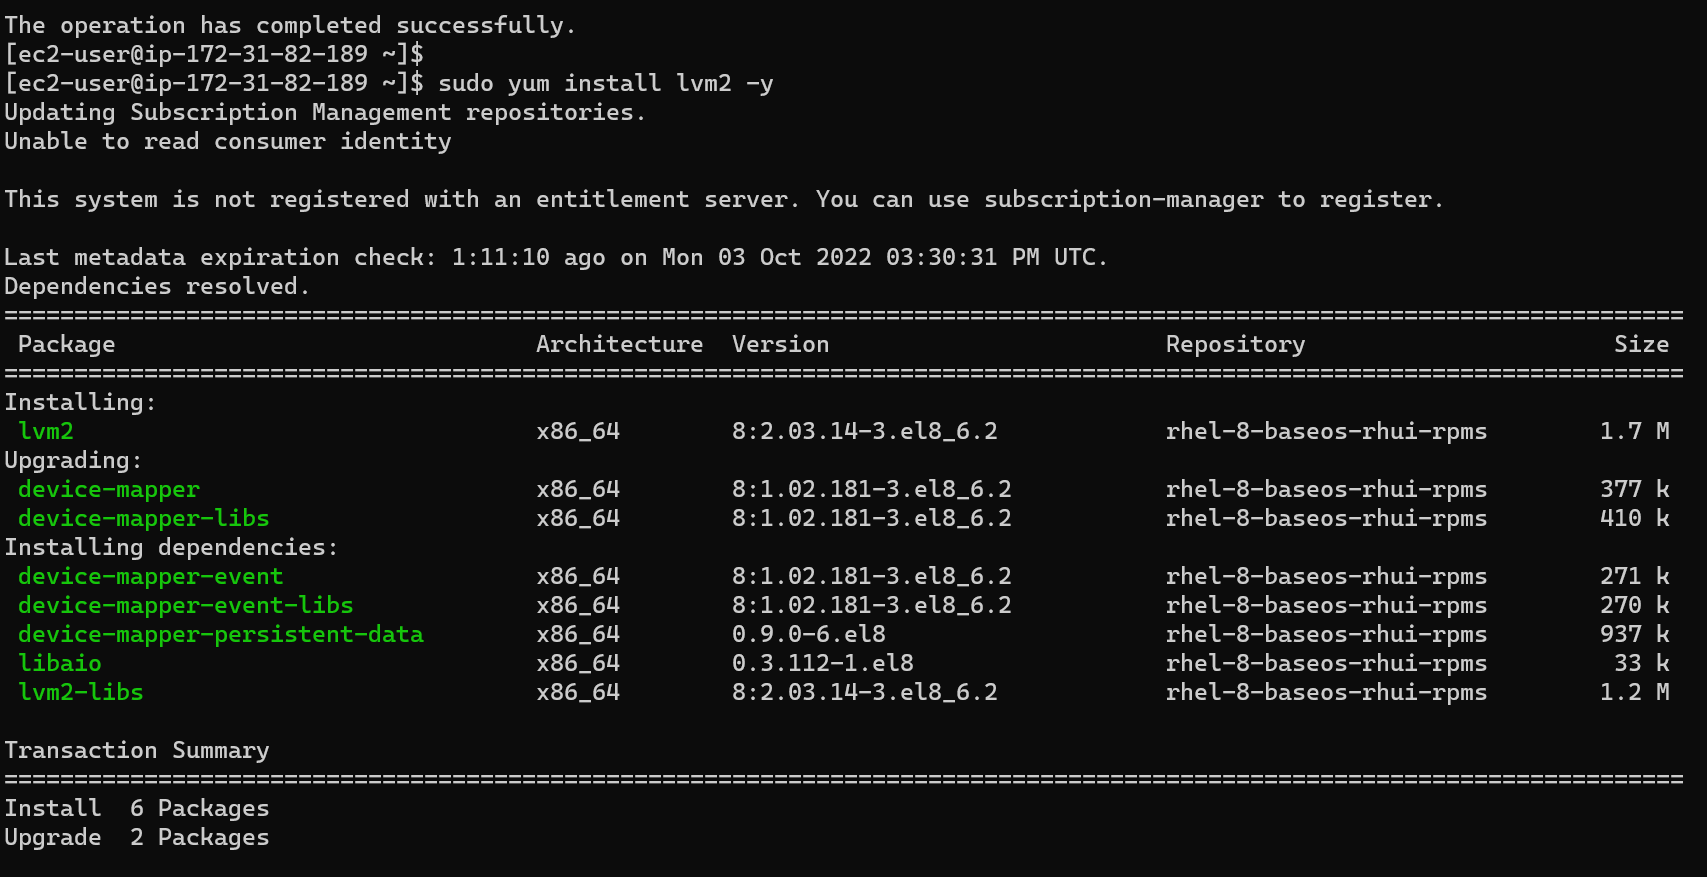 The operation has completed successfully.
[ec2-user@ip-172-31-82-189 ~]$
[ec2-user@ip-172-31-82-189 ~]$ sudo yum install lvm2 -y
Updating Subscription Management repositories.
Unable to read consumer identity
This system is not registered with an entitlement server. You can use subscription-manager to register.
Last metadata expiration check: 1:11:10 ago on Mon 03 Oct 2022 03:30:31 PM UTC.
Dependencies resolved.
========================================================================================================================
Package Architecture Version Repository Size
========================================================================================================================
Installing:
lvm2 x86_64 8:2.03.14-3.el8_6.2 rhel-8-baseos-rhui-rpms 1.7 M
Upgrading:
device-mapper x86_64 8:1.02.181-3.el8_6.2 rhel-8-baseos-rhui-rpms 377 k
device-mapper-libs x86_64 8:1.02.181-3.el8_6.2 rhel-8-baseos-rhui-rpms 410 k
Installing dependencies:
device-mapper-event x86_64 8:1.02.181-3.el8_6.2 rhel-8-baseos-rhui-rpms 271 k
device-mapper-event-libs x86_64 8:1.02.181-3.el8_6.2 rhel-8-baseos-rhui-rpms 270 k
device-mapper-persistent-data x86_64 0.9.0-6.el8 rhel-8-baseos-rhui-rpms 937 k
libaio x86_64 0.3.112-1.el8 rhel-8-baseos-rhui-rpms 33 k
lvm2-libs x86_64 8:2.03.14-3.el8_6.2 rhel-8-baseos-rhui-rpms 1.2 M
Transaction Summary
========================================================================================================================
Install 6 Packages
Upgrade 2 Packages